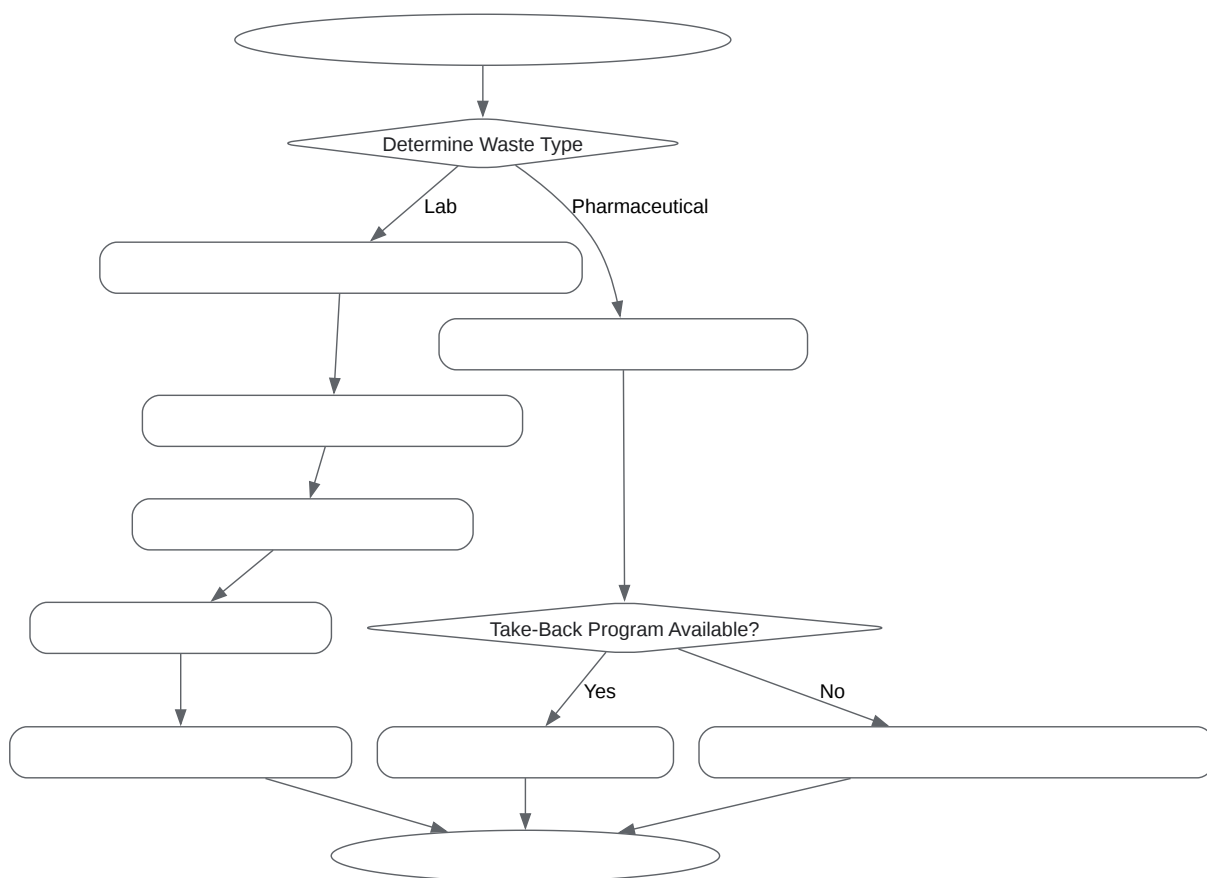 Determine Waste Type
Lab
Pharmaceutical
Take-Back Program Available?
Yes
No